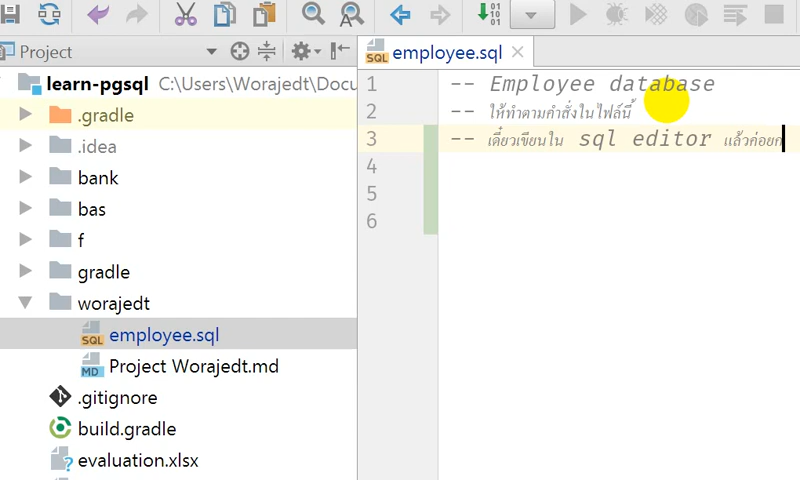 Project
employee.sql
learn-pgsql C:\Users\Worajedt\Docu
.gradle
.idea
bank
bas
f
gradle
worajedt
employee.sql
Project Worajedt.md
.gitignore
build.gradle
evaluation.xlsx
1 -- Employee database
2 -- ให้ทำตามคำสั่งในไฟล์นี้
3 -- เดี๋ยวเขียนใน sql editor แล้วค่อยยก
4
5
6